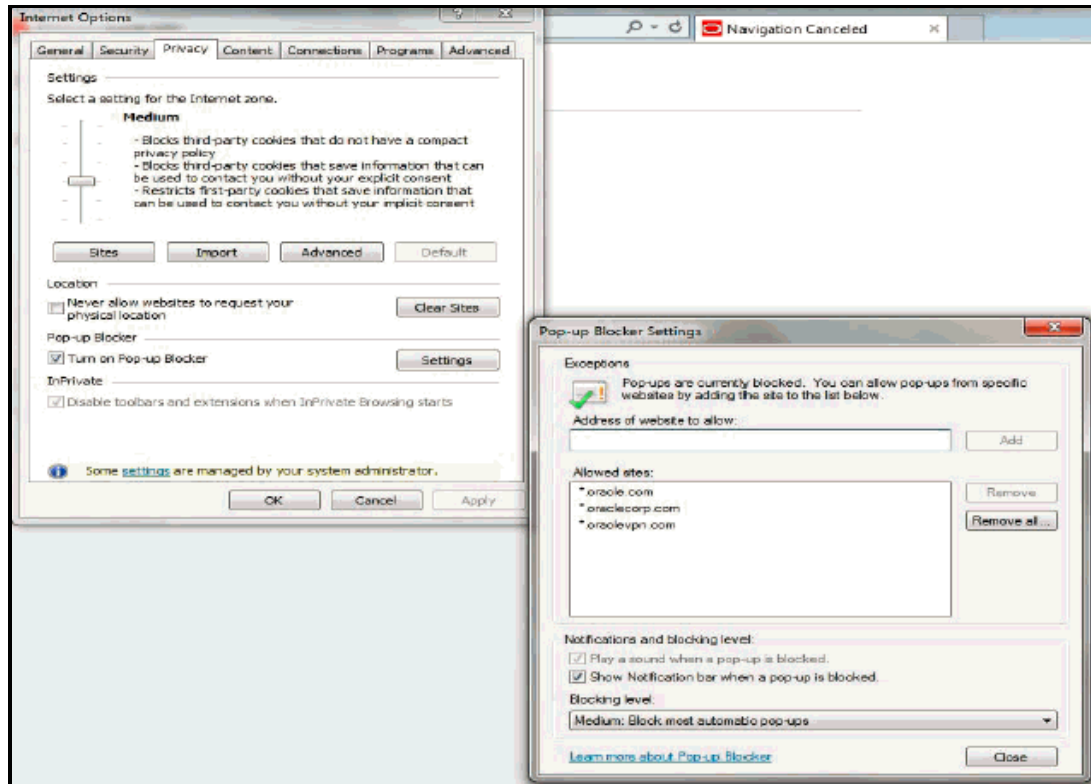 Internet Options
Navigation Canceled
General Security Privacy Content Connections Programs Advanced
Settings
Select a setting for the Internet zone.
Medium
- Blocks third-party cookies that do not have a compact
privacy policy
- Blocks third-party cookies that save information that can
be used to contact you without your explicit consent
- Restricts first-party cookies that save information that
can be used to contact you without your implicit consent
Sites Import Advanced Default
Location
Never allow websites to request your
physical location
Clear Sites
Pop-up Blocker
Turn on Pop-up Blocker
Settings
InPrivate
Disable toolbars and extensions when InPrivate Browsing starts
Some settings are managed by your system administrator.
OK Cancel Apply
Pop-up Blocker Settings
Exceptions
Pop-ups are currently blocked. You can allow pop-ups from specific
websites by adding the site to the list below.
Address of website to allow:
Add
Allowed sites:
*.oracle.com
*.oraclecorp.com
*.oraclevpn.com
Remove
Remove all...
Notifications and blocking level:
Play a sound when a pop-up is blocked.
Show Notification bar when a pop-up is blocked.
Blocking level:
Medium: Block most automatic pop-ups
Learn more about Pop-up Blocker
Close